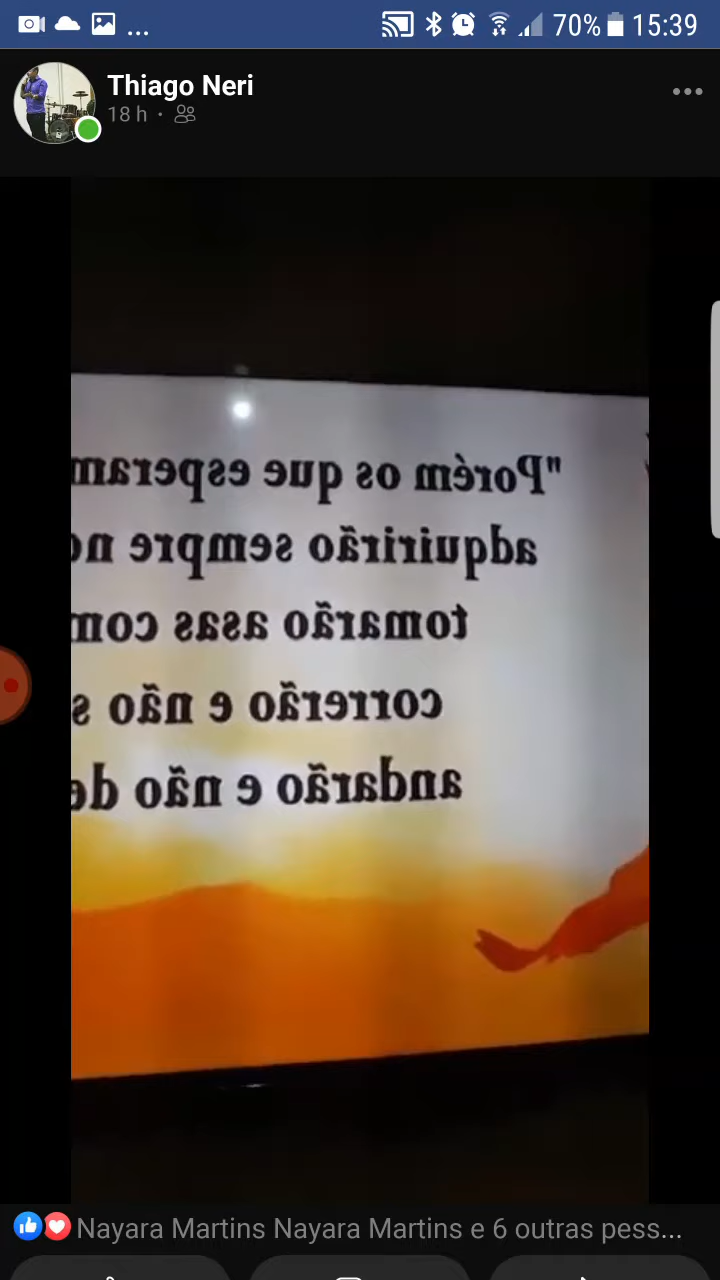 ... 70% 15:39
Thiago Neri
18 h ·
"Porém os que esperam
adquirirão sempre
tomarão asas com
correrão e não
andarão e não
Nayara Martins Nayara Martins e 6 outras pess...